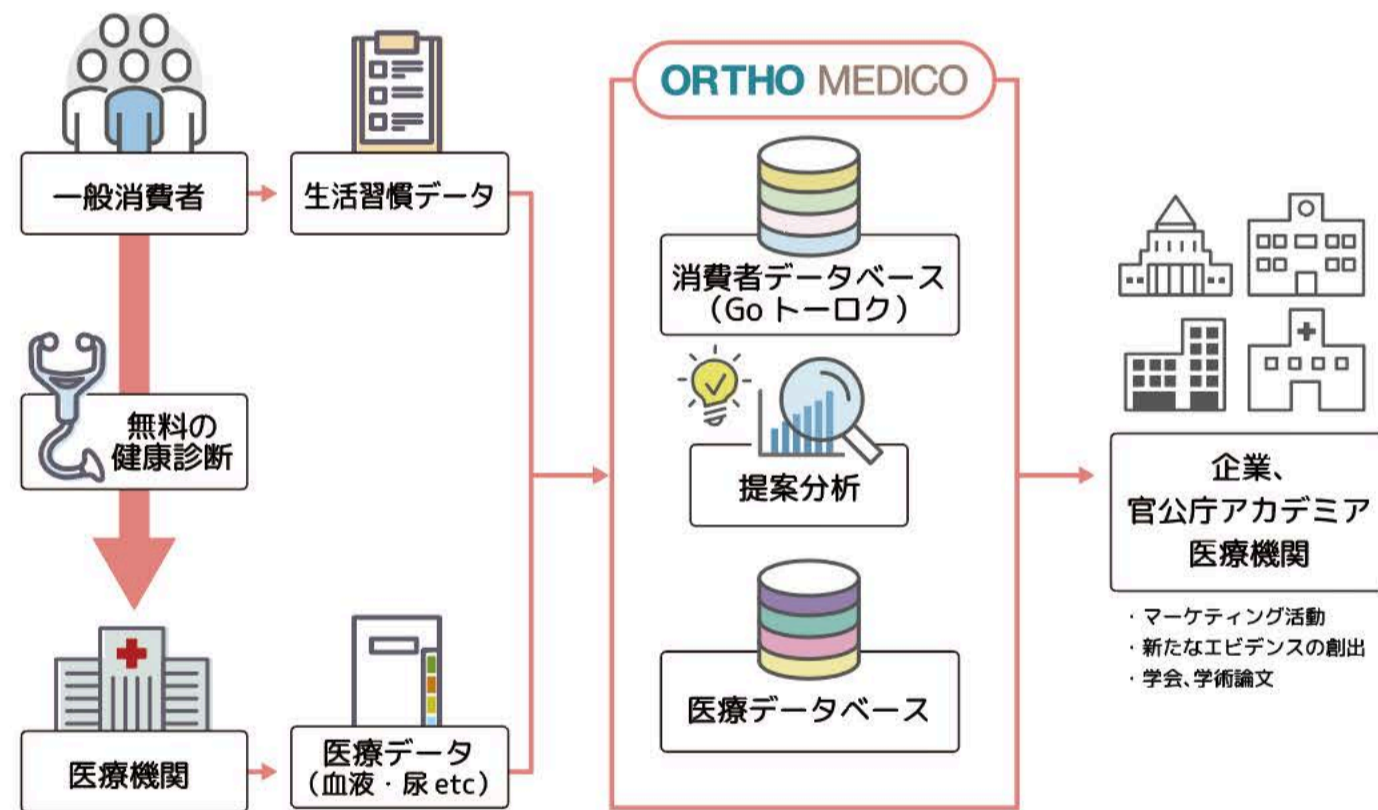 一般消費者
生活習慣データ
無料の
健康診断
医療機関
医療データ
（血液・尿 etc）
ORTHO MEDICO
消費者データベース
（Go トーロク）
提案分析
医療データベース
企業、
官公庁アカデミア
医療機関
・マーケティング活動
・新たなエビデンスの創出
・学会、学術論文